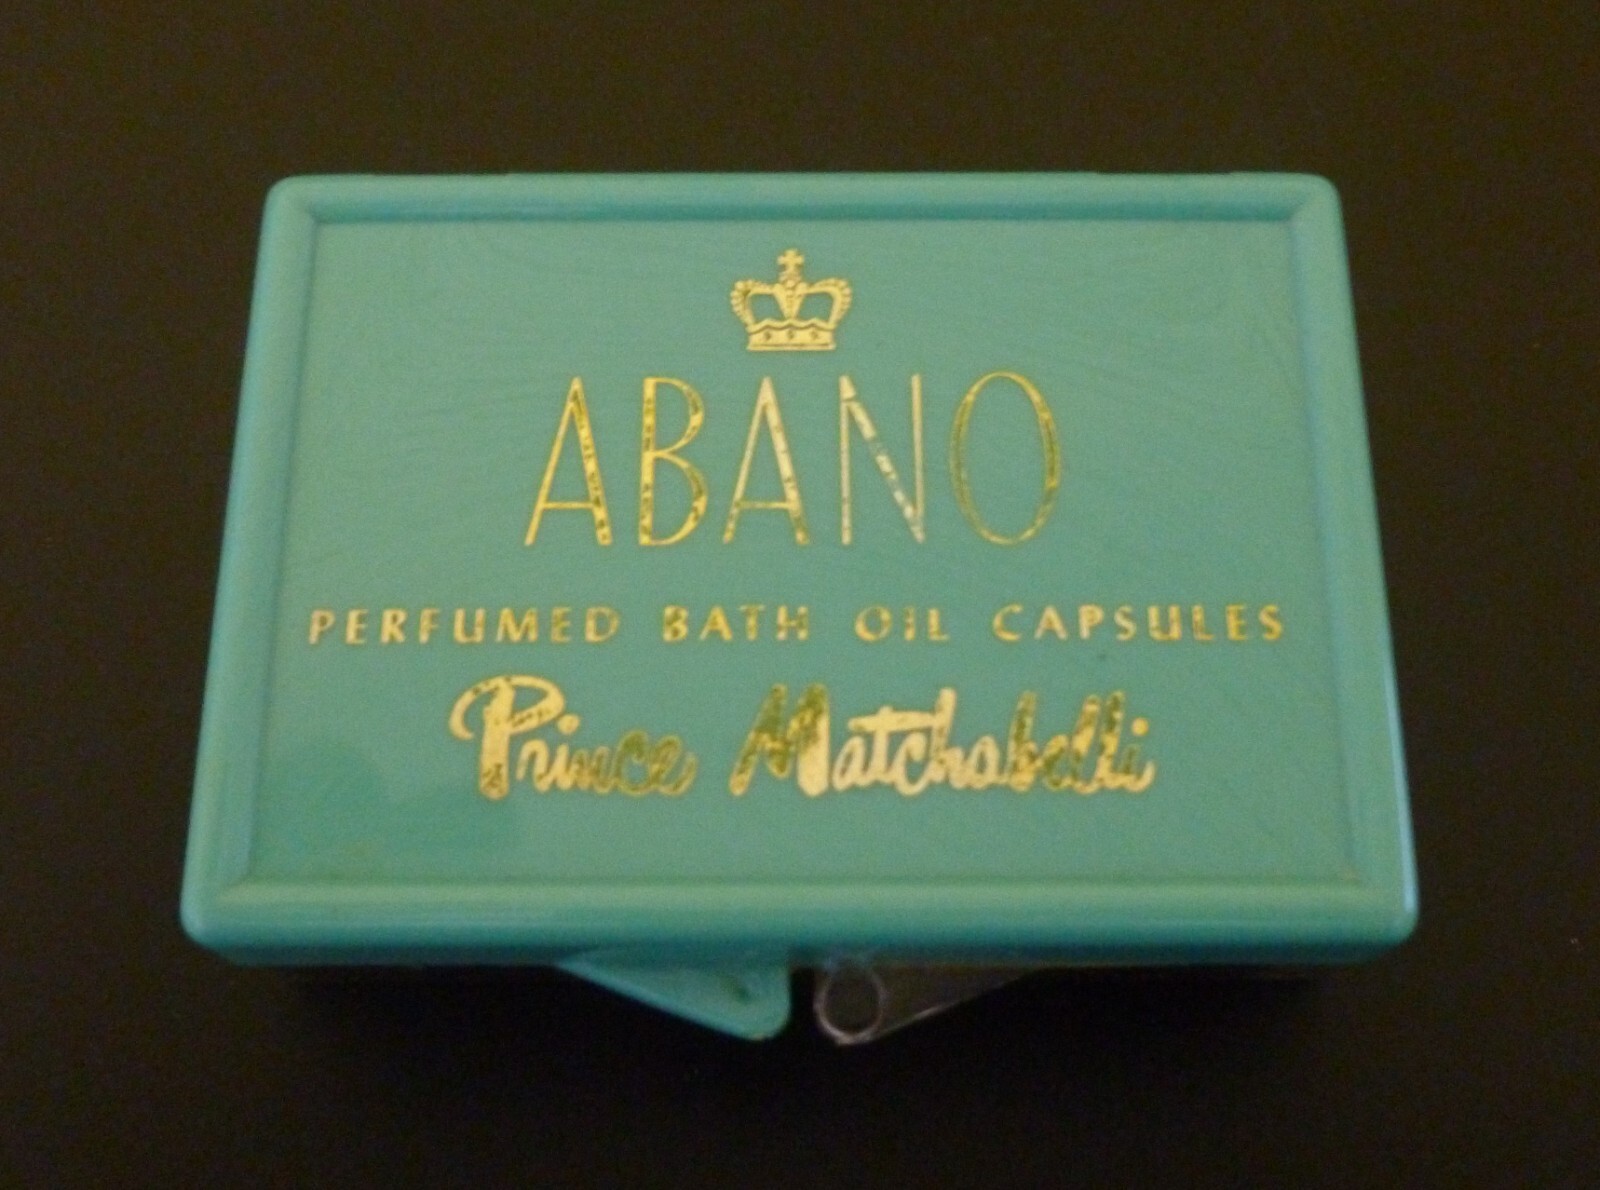 ABANO
PERFUMED BATH OIL CAPSULES
Prince Matchabelli